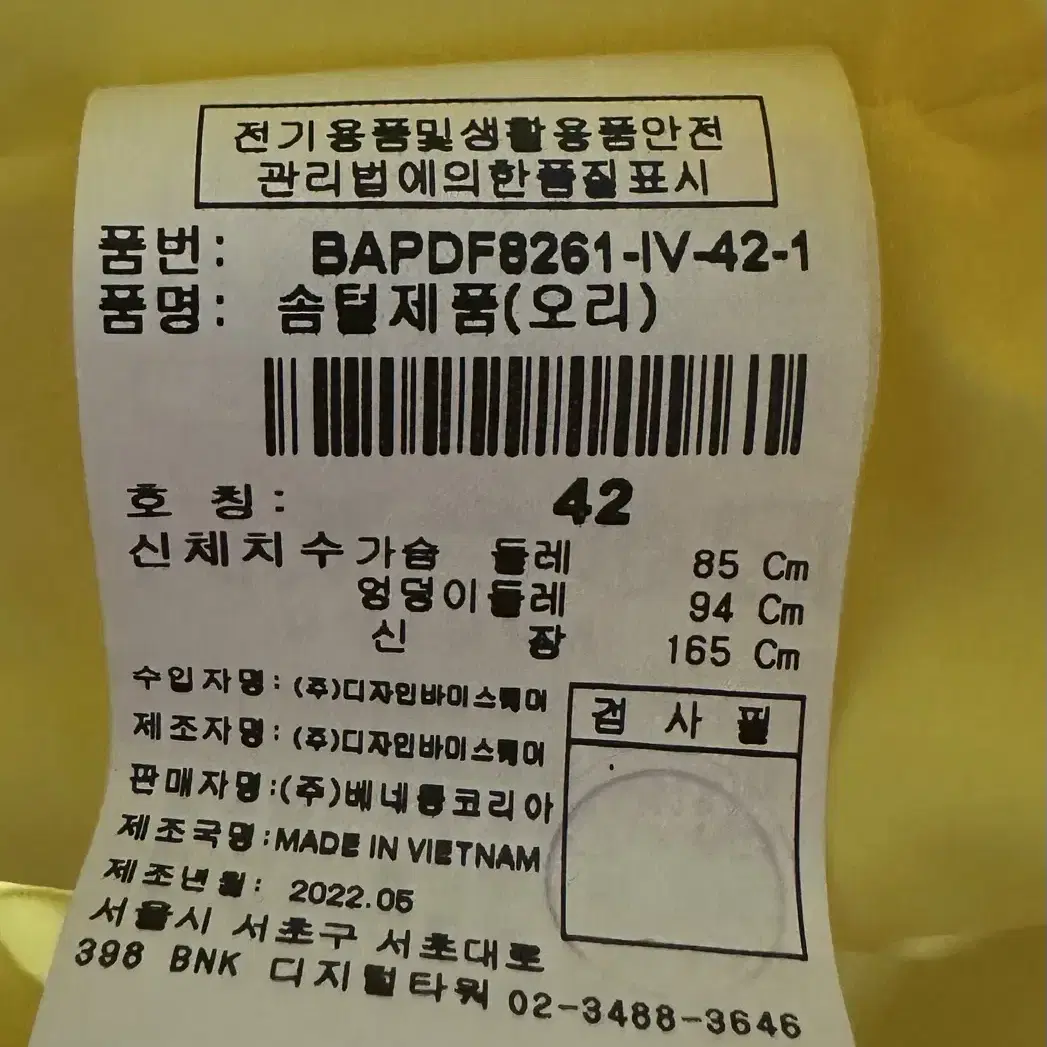 전기용품및생활용품안전
관리법에의한품질표시
품번: BAPDF8261-IV-42-1
품명: 솜털제품(오리)
호 칭: 42
신체치수 가슴 둘레 85 Cm
엉덩이둘레 94 Cm
신 장 165 Cm
수입자명: (주)디자인바이스퀘어
제조자명: (주)디자인바이스퀘어
판매자명:(주)베네통코리아
제조국명:MADE IN VIETNAM
제조년월: 2022.05
서울시 서초구 서초대로
398 BNK 디지털타워 02-3488-3646
검 사 필